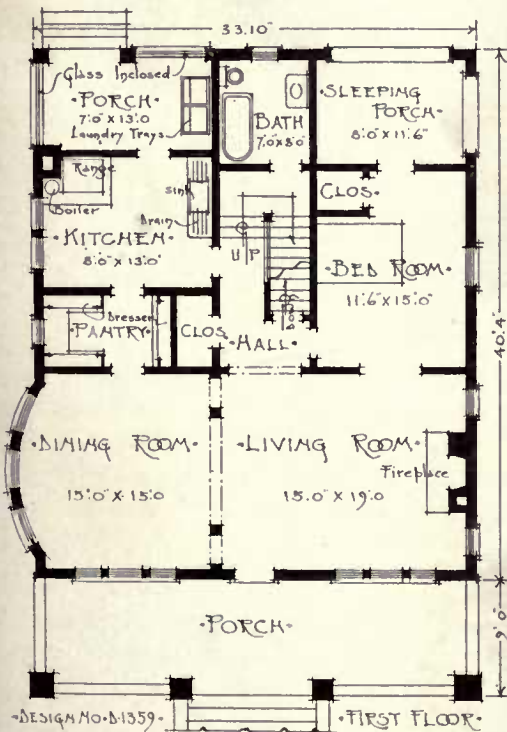 33.10"
Glass Inclosed
PORCH
7'0" X 13'0
Laundry Trays
BATH
7'0" X 8'0"
SLEEPING
PORCH
8'0" X 11'6"
Range
Boiler
Sink
Drain
KITCHEN
8'0" X 13'0"
CLOS.
UP
BED ROOM
11'6" X 15'0"
Dresser
PANTRY
CLOS
Down
HALL
DINING ROOM
15'0" X 15'0
LIVING ROOM
15'0" X 19'0
Fireplace
40'4"
PORCH
9'0"
DESIGN NO. D-1359
FIRST FLOOR